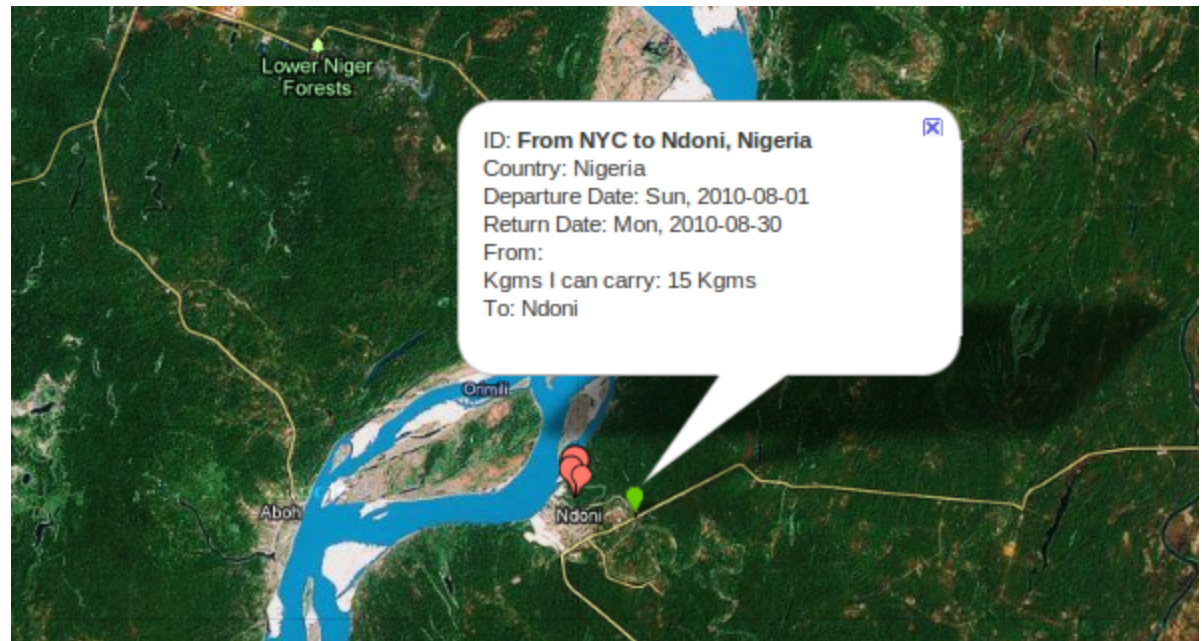 Lower Niger
Forests
ID: From NYC to Ndoni, Nigeria
Country: Nigeria
Departure Date: Sun, 2010-08-01
Return Date: Mon, 2010-08-30
From:
Kgms I can carry: 15 Kgms
To: Ndoni
Onmili
Aboh
Ndoni